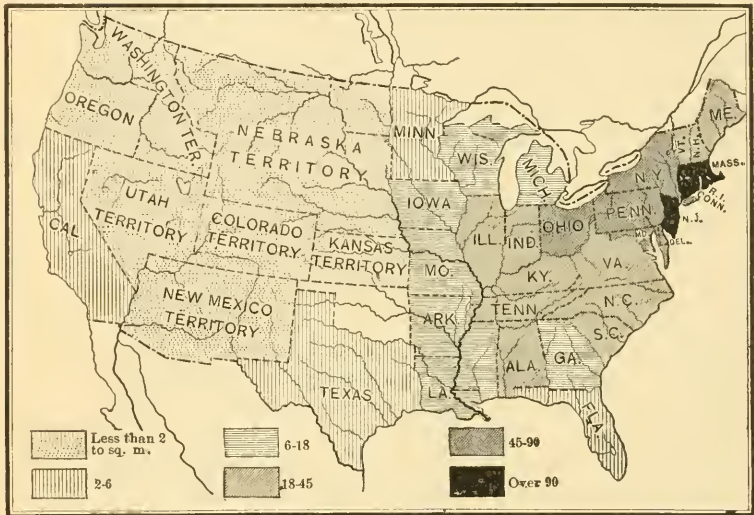 WASHINGTON TER.
OREGON
NEBRASKA
TERRITORY
MINN.
WIS.
MICH.
ME.
VT.
N.H.
MASS.
R.I.
CONN.
N.Y.
IOWA
PENN.
N.J.
UTAH
TERRITORY
COLORADO
TERRITORY
KANSAS
TERRITORY
CAL.
ILL.
IND.
OHIO
MD.
DEL.
MO.
KY.
VA.
NEW MEXICO
TERRITORY
ARK.
TENN.
N.C.
S.C.
TEXAS
LA.
ALA.
GA.
FLA.
Less than 2
to sq. m.
6-18
45-90
2-6
18-45
Over 90